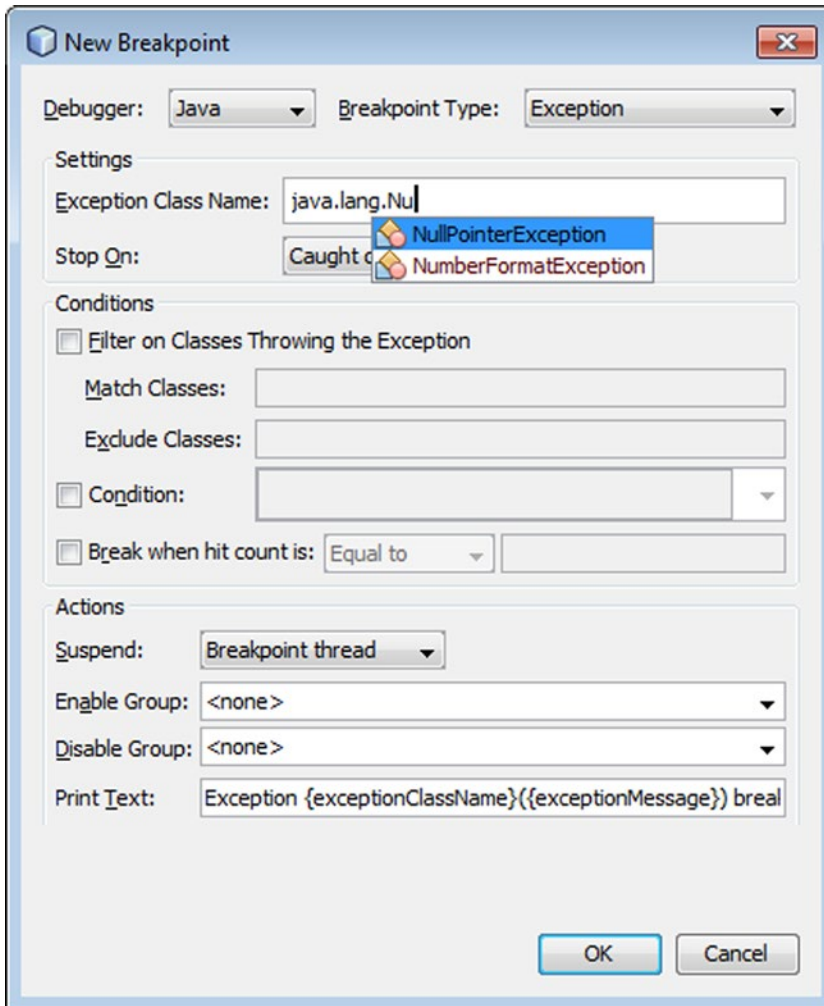 New Breakpoint
Debugger: Java Breakpoint Type: Exception
Settings
Exception Class Name: java.lang.Nu
NullPointerException
Stop On: Caught
NumberFormatException
Conditions
Filter on Classes Throwing the Exception
Match Classes:
Exclude Classes:
Condition:
Break when hit count is: Equal to
Actions
Suspend: Breakpoint thread
Enable Group: <none>
Disable Group: <none>
Print Text: Exception {exceptionClassName}({exceptionMessage})
OK Cancel